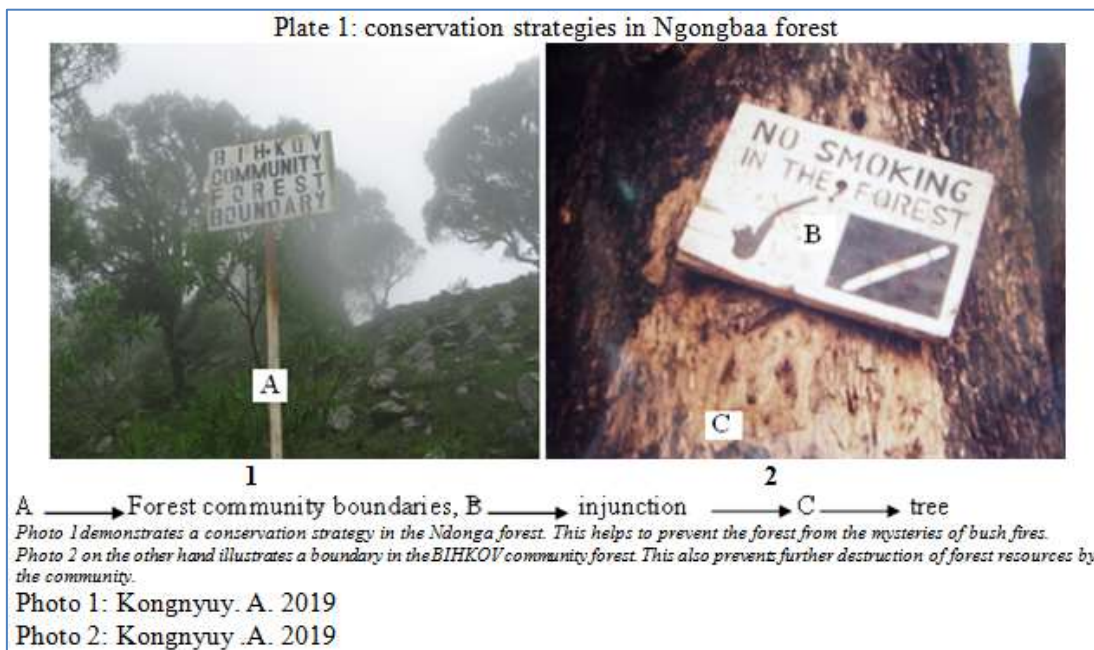 Plate 1: conservation strategies in Ngongbaa forest
BIH-KOV
COMMUNITY
FOREST
BOUNDARY
A
NO SMOKING
IN THE FOREST
B
C
1 2
A → Forest community boundaries, B → injunction → C → tree
Photo 1 demonstrates a conservation strategy in the Ndonga forest. This helps to prevent the forest from the mysteries of bush fires.
Photo 2 on the other hand illustrates a boundary in the BIHKOV community forest. This also prevents further destruction of forest resources by
the community.
Photo 1: Kongnyuy. A. 2019
Photo 2: Kongnyuy .A. 2019